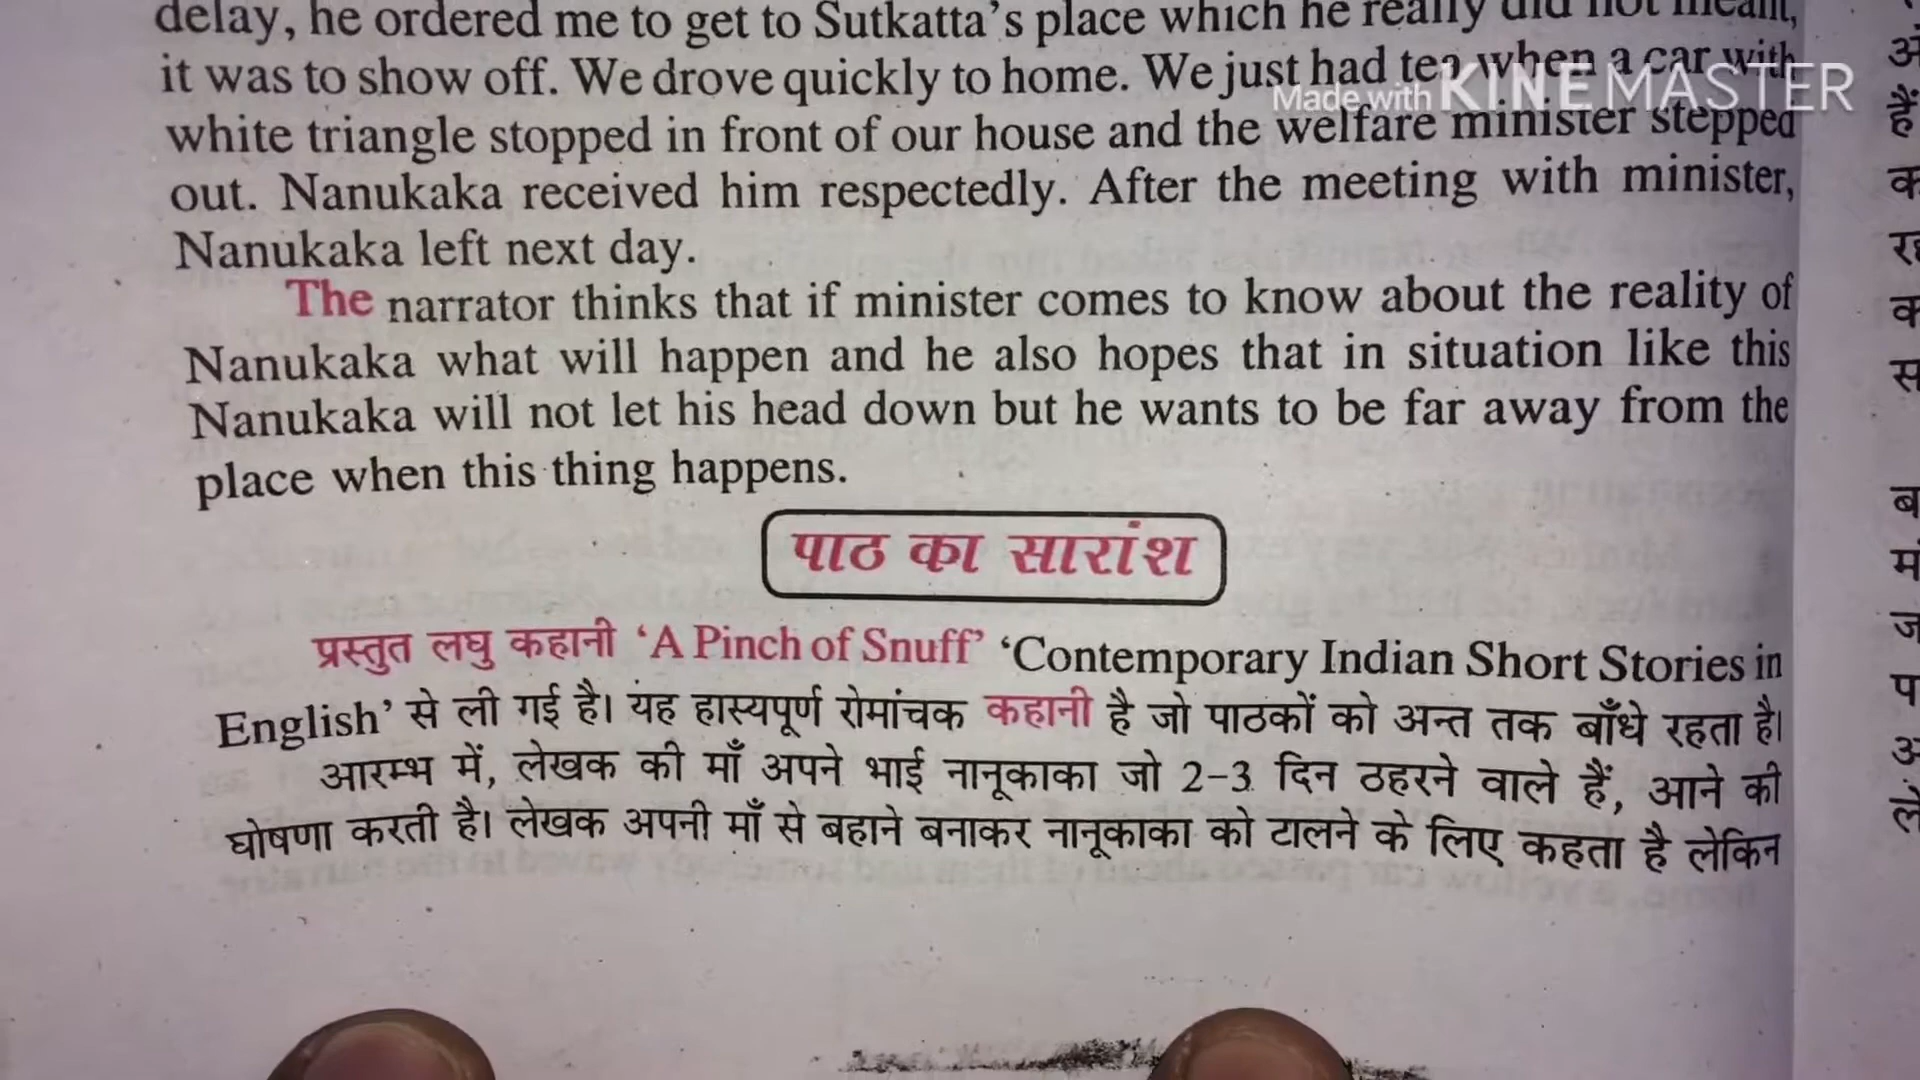 delay, he ordered me to get to Sutkatta's place which he really did not meant,
it was to show off. We drove quickly to home. We just had tea when a car with
Made with KINEMASTER
white triangle stopped in front of our house and the welfare minister stepped
out. Nanukaka received him respectedly. After the meeting with minister,
Nanukaka left next day.
The narrator thinks that if minister comes to know about the reality of
Nanukaka what will happen and he also hopes that in situation like this
Nanukaka will not let his head down but he wants to be far away from the
place when this thing happens.
पाठ का सारांश
प्रस्तुत लघु कहानी ‘A Pinch of Snuff’ ‘Contemporary Indian Short Stories in
English’ से ली गई है। यह हास्यपूर्ण रोमांचक कहानी है जो पाठकों को अन्त तक बाँधे रहता है।
आरम्भ में, लेखक की माँ अपने भाई नानूकाका जो 2-3 दिन ठहरने वाले हैं, आने की
घोषणा करती है। लेखक अपनी माँ से बहाने बनाकर नानूकाका को टालने के लिए कहता है लेकिन